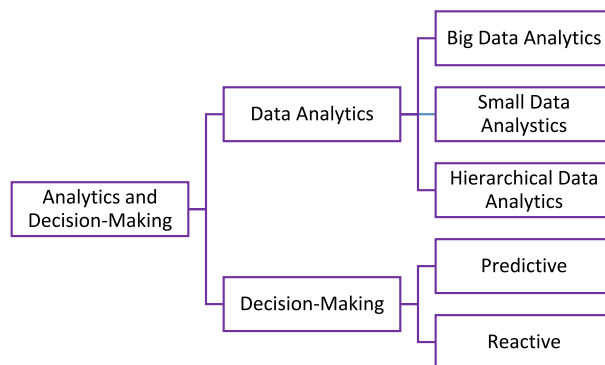 Big Data Analytics
Data Analytics
Small Data
Analystics
Hierarchical Data
Analytics
Analytics and
Decision-Making
Predictive
Decision-Making
Reactive